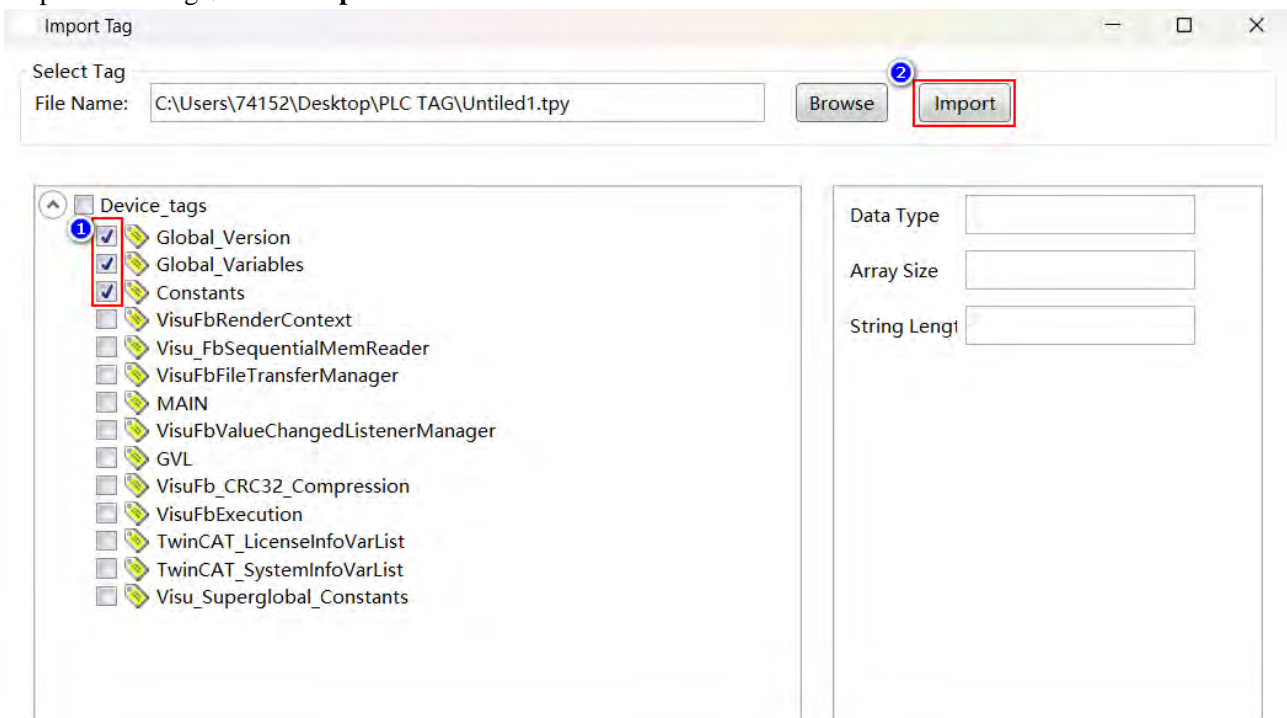 Import Tag
Select Tag
2
File Name: C:\Users\74152\Desktop\PLC TAG\Untiled1.tpy Browse Import
Device_tags
1
Global_Version
Global_Variables
Constants
VisuFbRenderContext
Visu_FbSequentialMemReader
VisuFbFileTransferManager
MAIN
VisuFbValueChangedListenerManager
GVL
VisuFb_CRC32_Compression
VisuFbExecution
TwinCAT_LicenseInfoVarList
TwinCAT_SystemInfoVarList
Visu_Superglobal_Constants
Data Type
Array Size
String Lengt